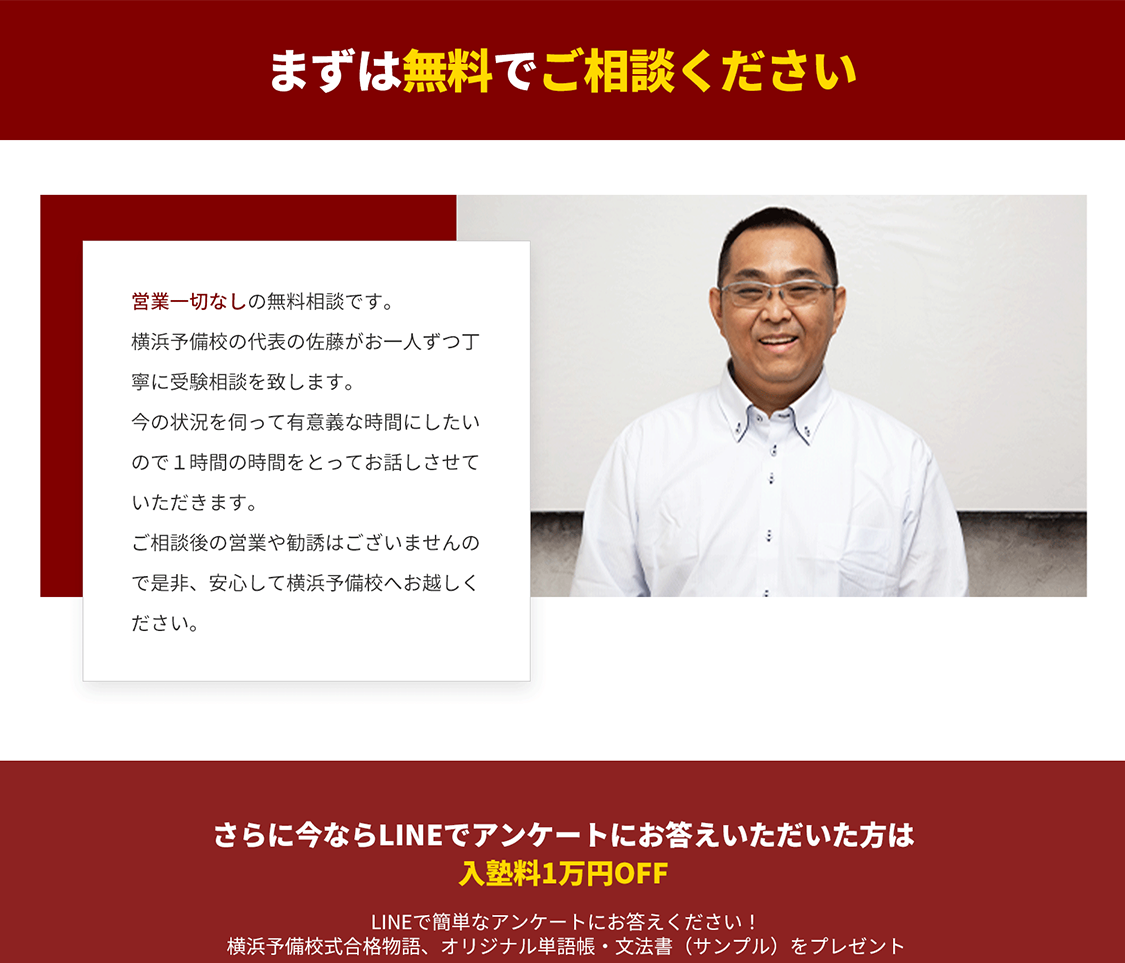 まずは無料でご相談ください
営業一切なしの無料相談です。
横浜予備校の代表の佐藤がお一人ずつ丁
寧に受験相談を致します。
今の状況を伺って有意義な時間にしたい
ので１時間の時間をとってお話しさせて
いただきます。
ご相談後の営業や勧誘はございませんの
で是非、安心して横浜予備校へお越しく
ださい。
さらに今ならLINEでアンケートにお答えいただいた方は
入塾料1万円OFF
LINEで簡単なアンケートにお答えください！
横浜予備校式合格物語、オリジナル単語帳・文法書（サンプル）をプレゼント